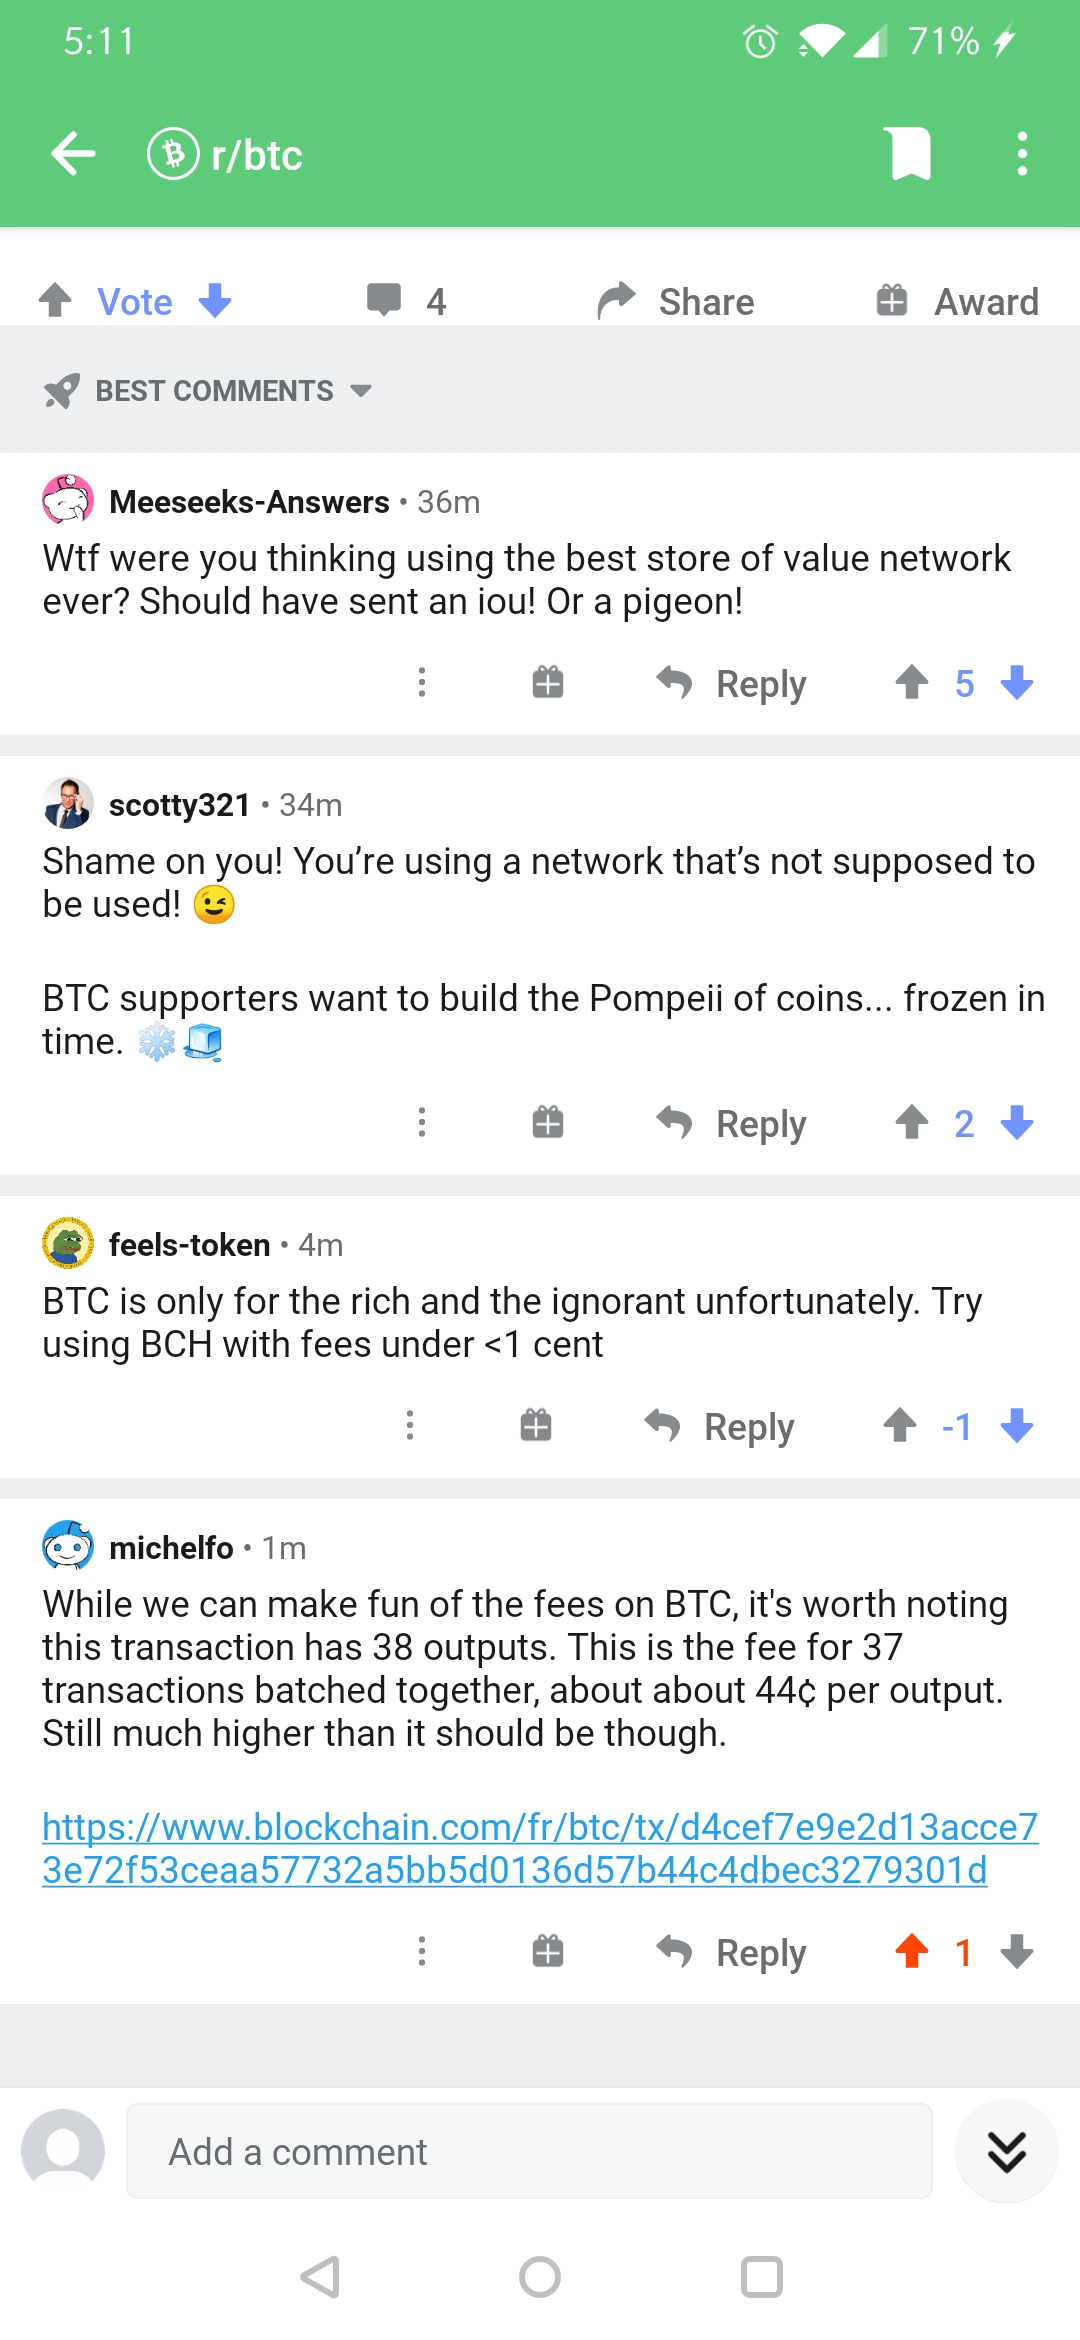 5:11 71%
r/btc
Vote 4 Share Award
BEST COMMENTS
Meeseeks-Answers • 36m
Wtf were you thinking using the best store of value network
ever? Should have sent an iou! Or a pigeon!
Reply 5
scotty321 • 34m
Shame on you! You’re using a network that’s not supposed to
be used! 😉
BTC supporters want to build the Pompeii of coins... frozen in
time. ❄️🧊
Reply 2
feels-token • 4m
BTC is only for the rich and the ignorant unfortunately. Try
using BCH with fees under <1 cent
Reply -1
michelfo • 1m
While we can make fun of the fees on BTC, it's worth noting
this transaction has 38 outputs. This is the fee for 37
transactions batched together, about about 44¢ per output.
Still much higher than it should be though.
https://www.blockchain.com/fr/btc/tx/d4cef7e9e2d13acce7
3e72f53ceaa57732a5bb5d0136d57b44c4dbec3279301d
Reply 1
Add a comment